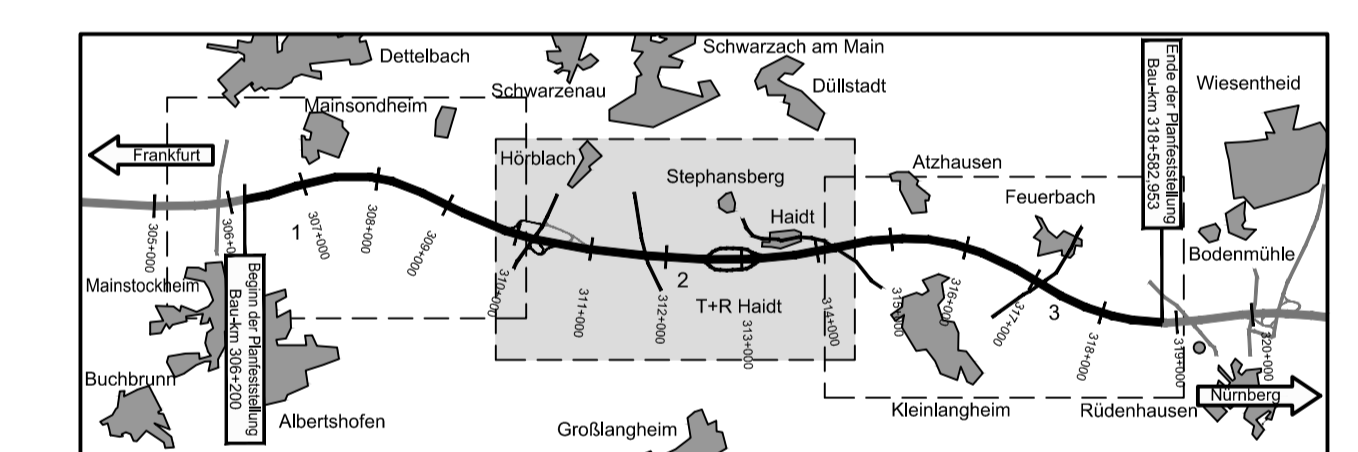 Dettelbach
Schwarzach am Main
Schwarzenau
Düllstadt
Wiesentheid
Mainsondheim
Ende der Planfeststellung
Bau-km 318+582,953
Frankfurt
Hörblach
Stephansberg
Atzhausen
Feuerbach
Haidt
1
2
3
T+R Haidt
305+000
306+0
307+000
308+000
309+000
310+000
311+000
312+000
313+000
314+000
316+000
317+000
318+000
319+000
320+000
Bodenmühle
Mainstockheim
Beginn der Planfeststellung
Bau-km 306+200
Buchbrunn
Albertshofen
Großlangheim
Kleinlangheim
Rüdenhausen
Nürnberg